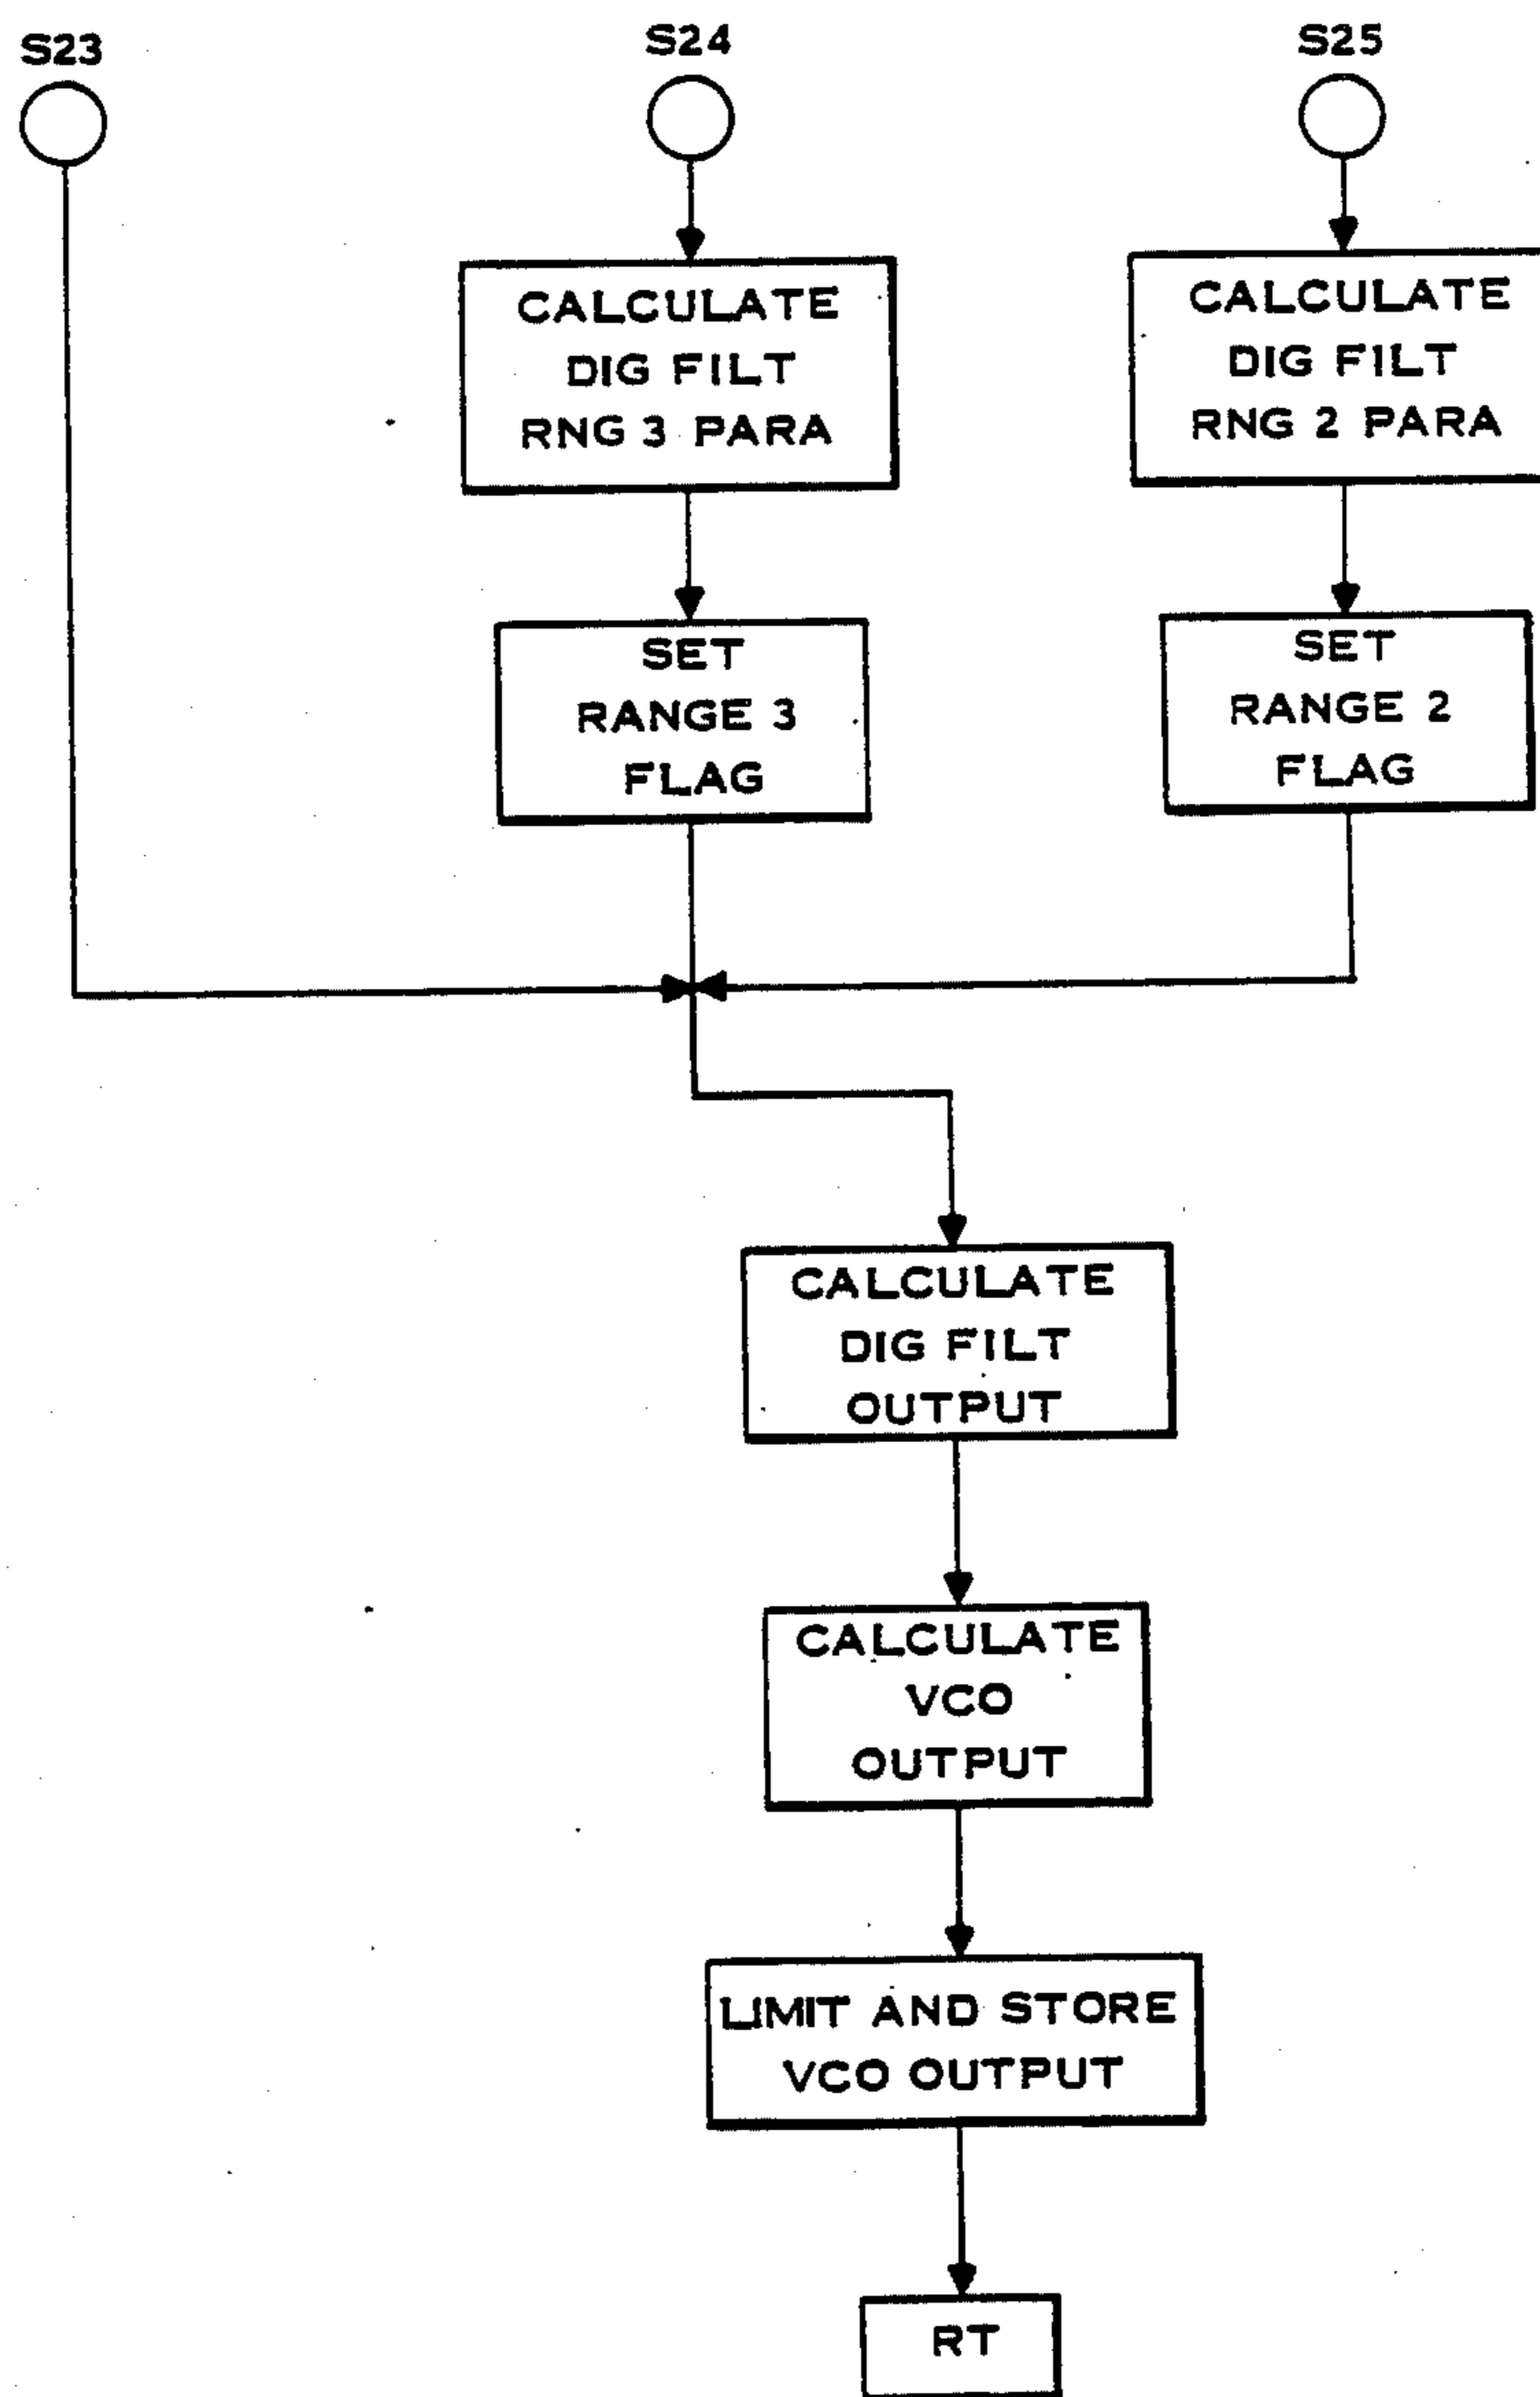 S23
S24
S25
CALCULATE
DIG FILT
RNG 3 PARA
CALCULATE
DIG FILT
RNG 2 PARA
SET
RANGE 3
FLAG
SET
RANGE 2
FLAG
CALCULATE
DIG FILT
OUTPUT
CALCULATE
VCO
OUTPUT
LIMIT AND STORE
VCO OUTPUT
RT